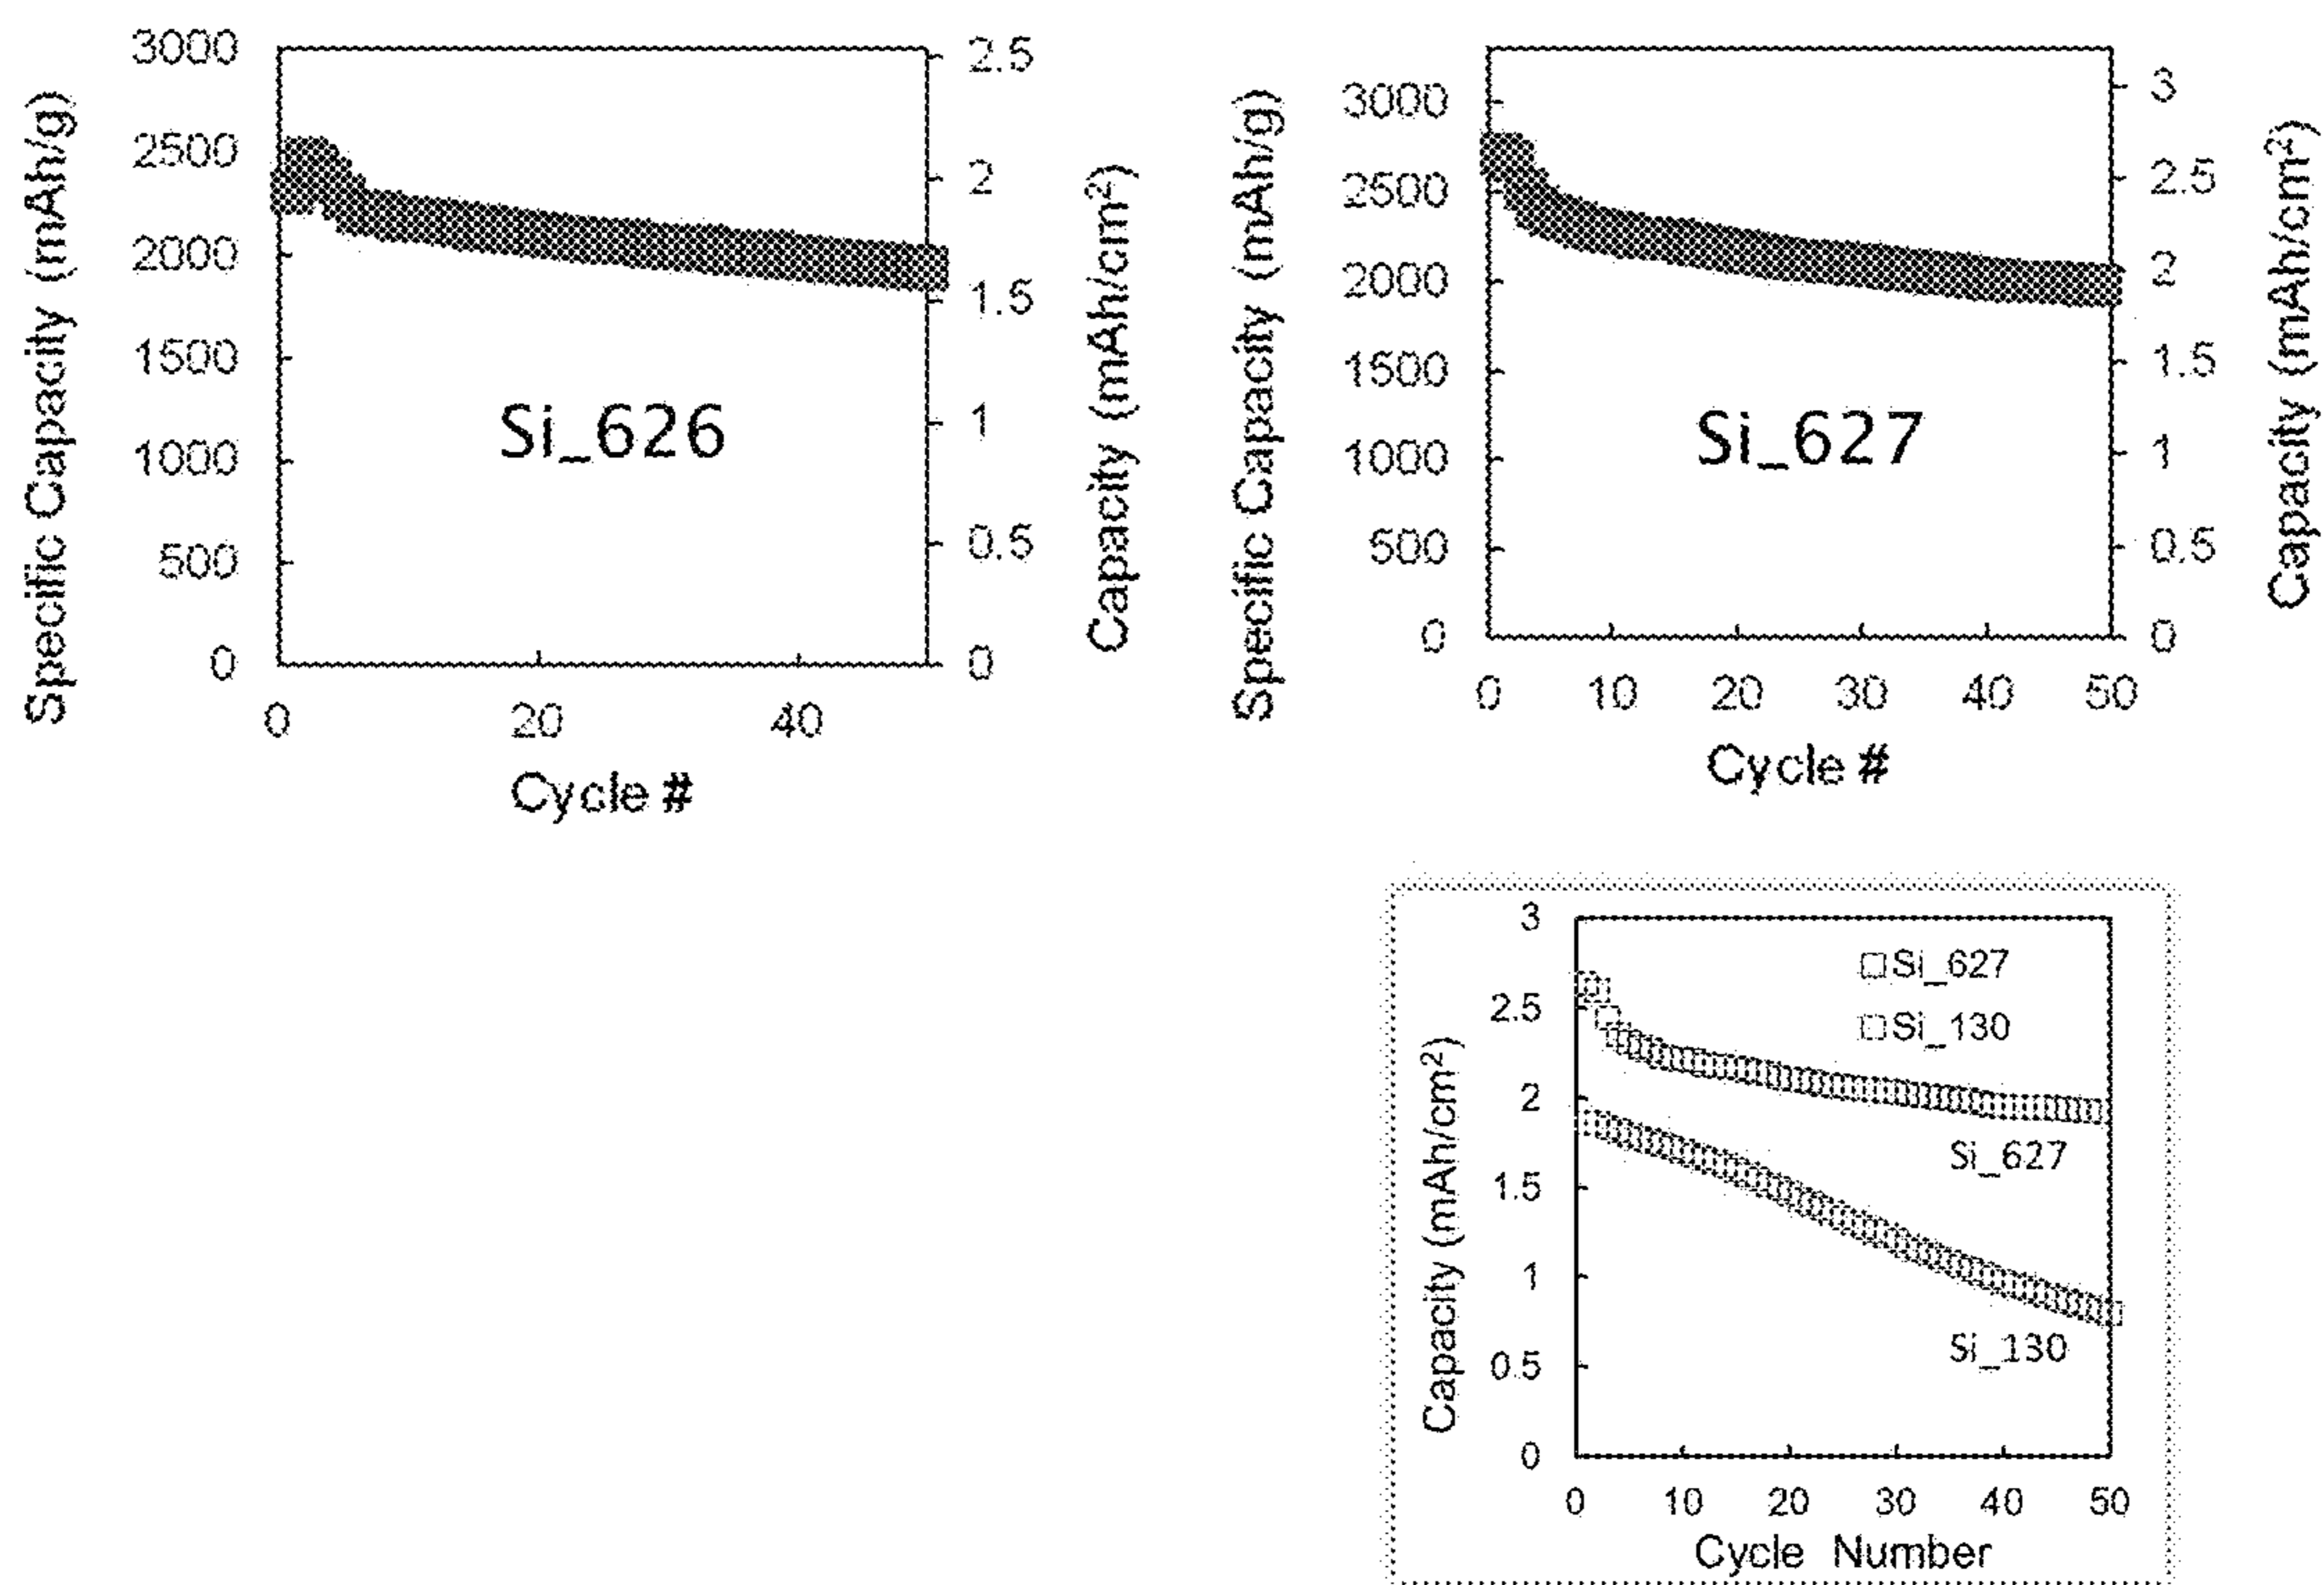 Specific Capacity (mAh/g)
3000
2500
2000
1500
1000
500
0
2.5
2
1.5
1
0.5
0
Capacity (mAh/cm²)
Si_626
0 20 40
Cycle #
Specific Capacity (mAh/g)
3000
2500
2000
1500
1000
500
0
3
2.5
2
1.5
1
0.5
0
Capacity (mAh/cm²)
Si_627
0 10 20 30 40 50
Cycle #
Capacity (mAh/cm²)
3
2.5
2
1.5
1
0.5
0
Si_627
Si_130
Si_627
Si_130
0 10 20 30 40 50
Cycle Number